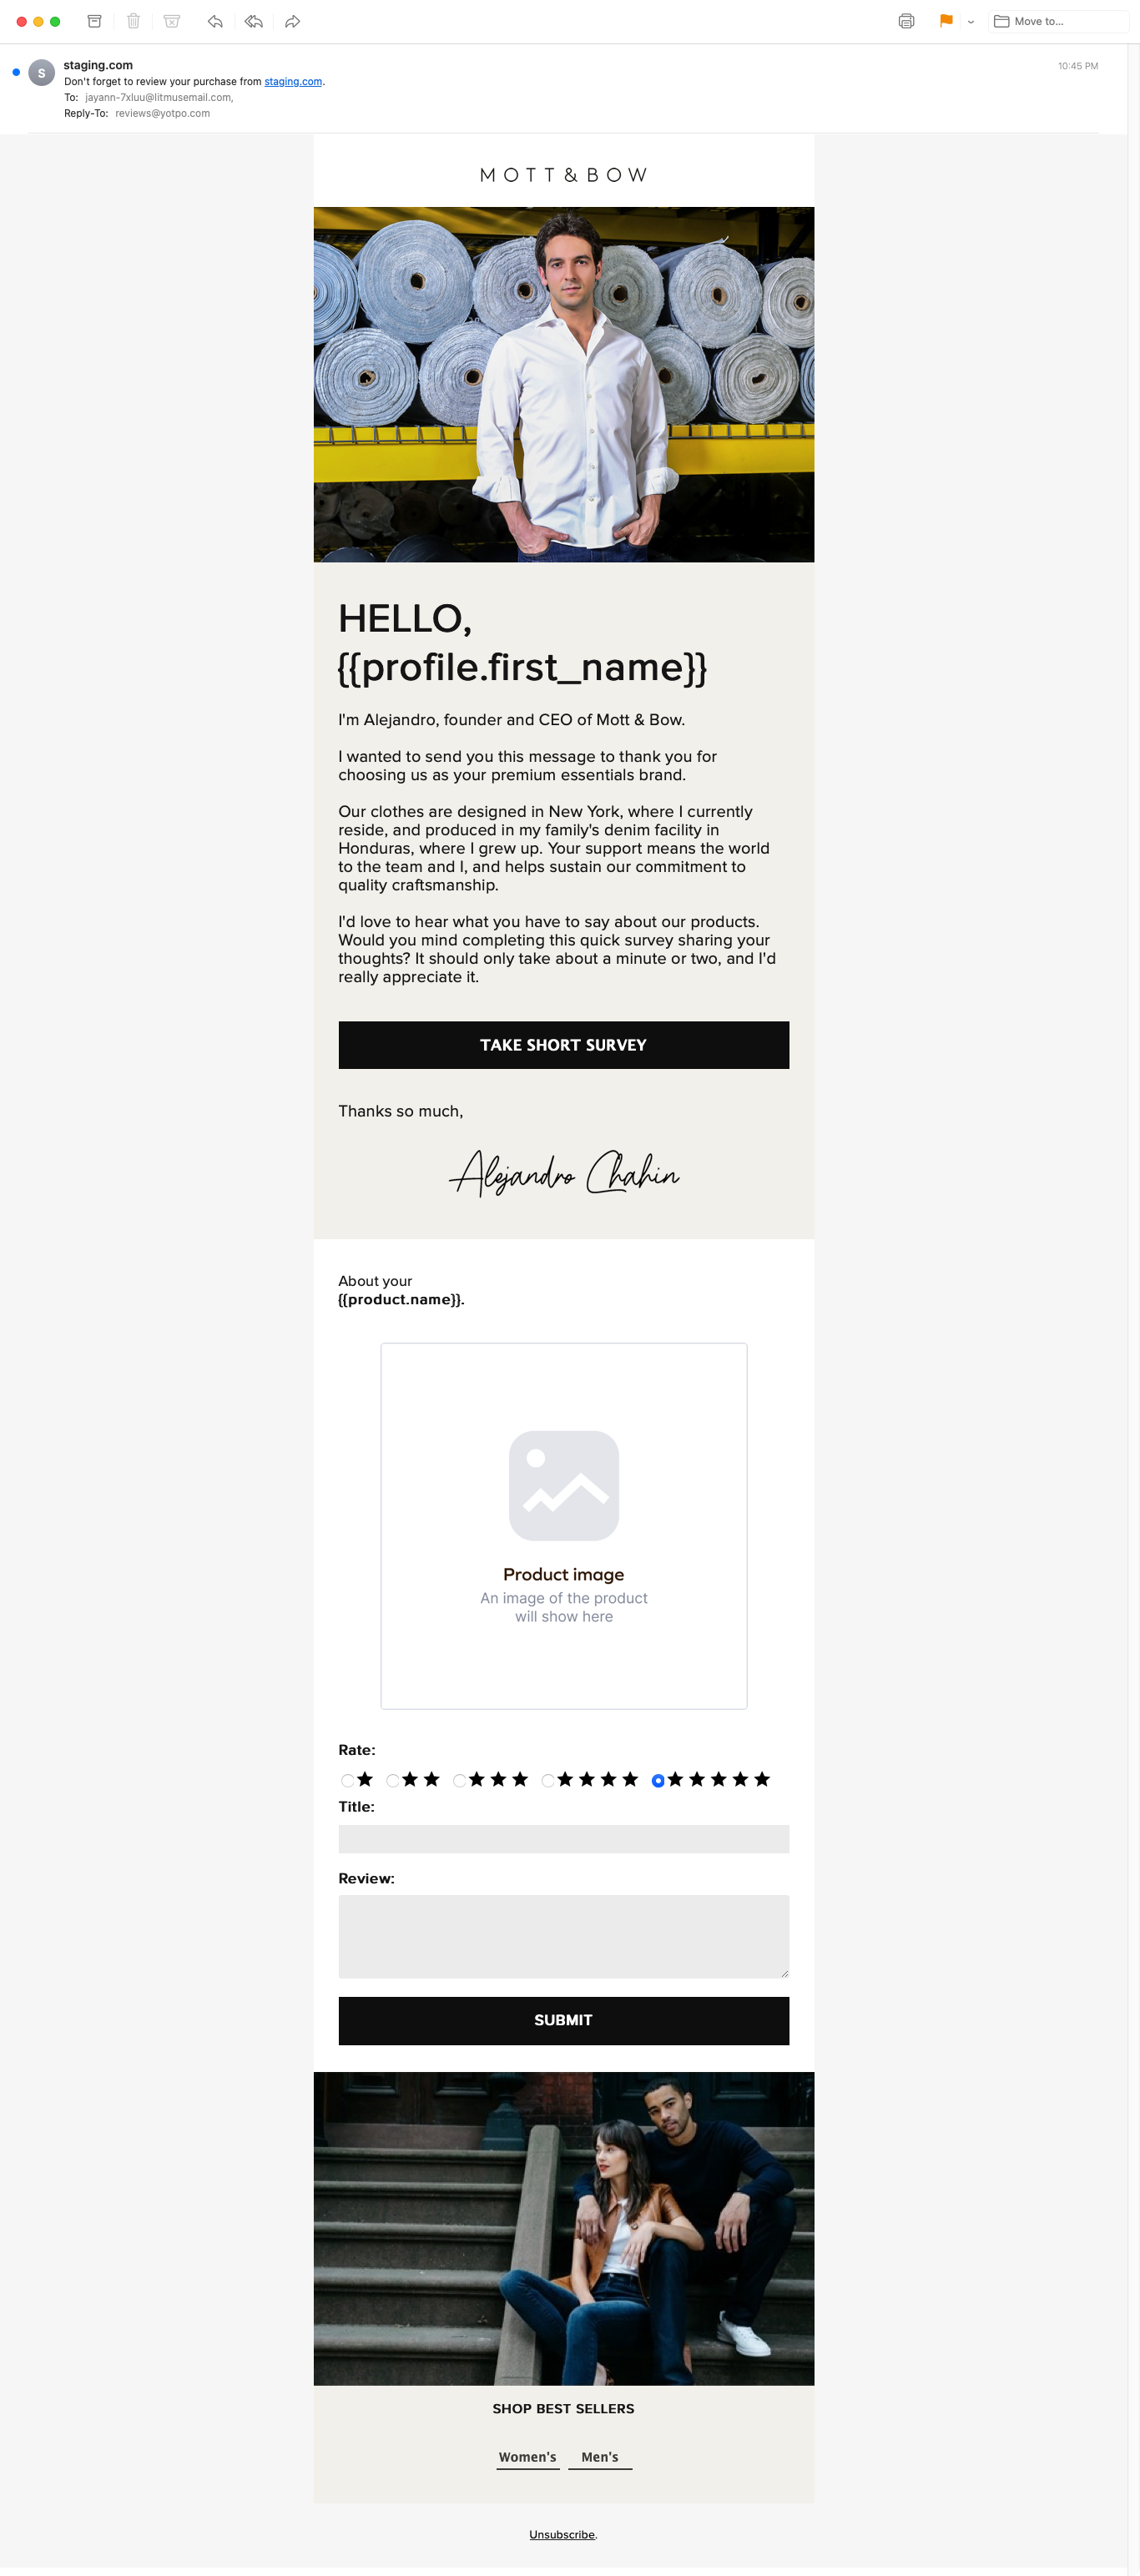 Move to...
S
staging.com
10:45 PM
Don't forget to review your purchase from staging.com.
To: jayann-7xluu@litmusemail.com,
Reply-To: reviews@yotpo.com
MOTT & BOW
HELLO,
{{profile.first_name}}
I'm Alejandro, founder and CEO of Mott & Bow.
I wanted to send you this message to thank you for
choosing us as your premium essentials brand.
Our clothes are designed in New York, where I currently
reside, and produced in my family's denim facility in
Honduras, where I grew up. Your support means the world
to the team and I, and helps sustain our commitment to
quality craftsmanship.
I'd love to hear what you have to say about our products.
Would you mind completing this quick survey sharing your
thoughts? It should only take about a minute or two, and I'd
really appreciate it.
TAKE SHORT SURVEY
Thanks so much,
Alejandro Chahin
About your
{{product.name}}.
Product image
An image of the product
will show here
Rate:
Title:
Review:
SUBMIT
SHOP BEST SELLERS
Women's Men's
Unsubscribe.